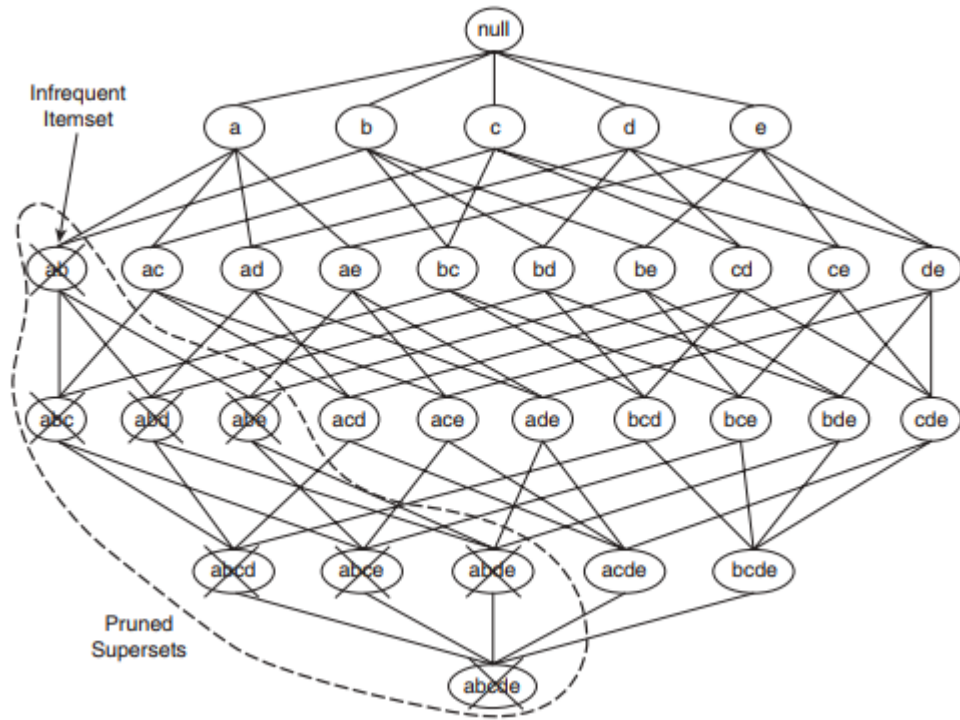 null
Infrequent
Itemset
a b c d e
ab ac ad ae bc bd be cd ce de
abc abd abe acd ace ade bcd bce bde cde
abcd abce abde acde bcde
Pruned
Supersets
abcde